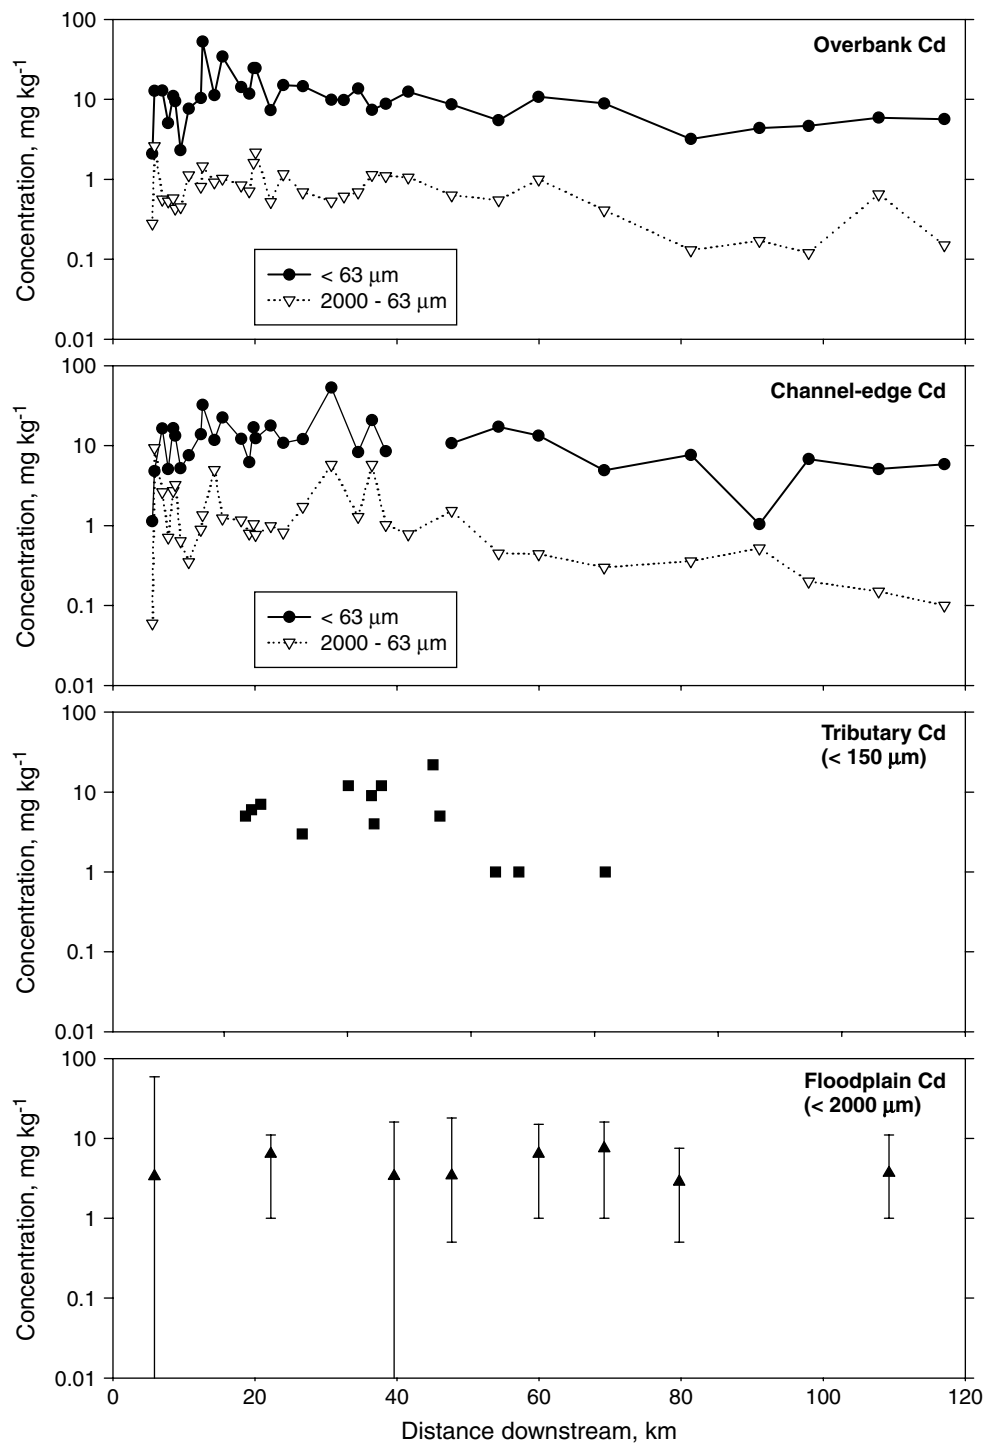 Overbank Cd
Concentration, mg kg-1
100
10
1
0.1
0.01
< 63 µm
2000 - 63 µm
Channel-edge Cd
Concentration, mg kg-1
100
10
1
0.1
0.01
< 63 µm
2000 - 63 µm
Tributary Cd
(< 150 µm)
Concentration, mg kg-1
100
10
1
0.1
0.01
Floodplain Cd
(< 2000 µm)
Concentration, mg kg-1
100
10
1
0.1
0.01
0 20 40 60 80 100 120
Distance downstream, km